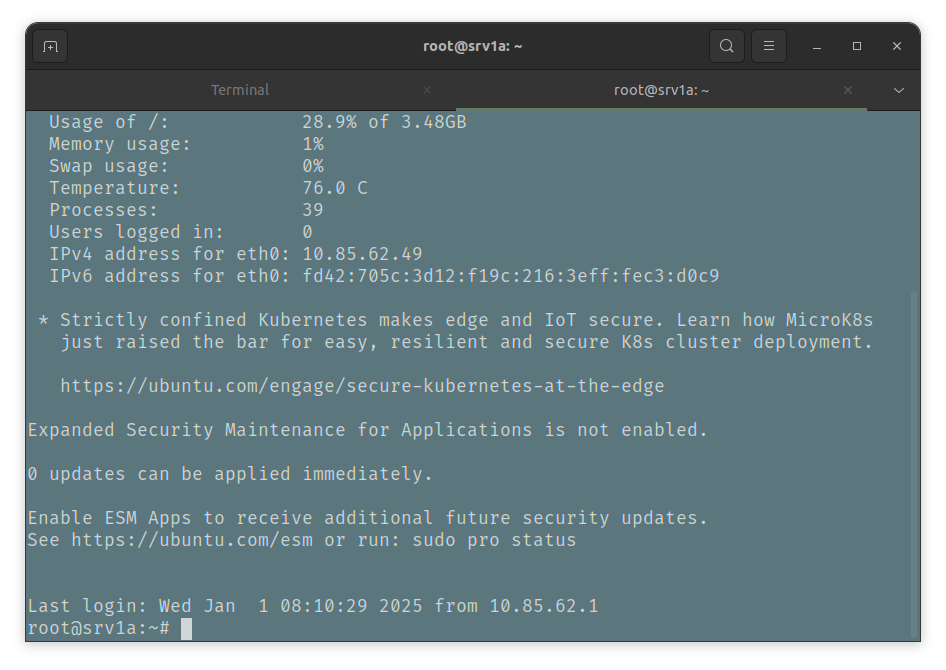 root@srv1a: ~
Terminal
root@srv1a: ~
Usage of /: 28.9% of 3.48GB
Memory usage: 1%
Swap usage: 0%
Temperature: 76.0 C
Processes: 39
Users logged in: 0
IPv4 address for eth0: 10.85.62.49
IPv6 address for eth0: fd42:705c:3d12:f19c:216:3eff:fec3:d0c9
* Strictly confined Kubernetes makes edge and IoT secure. Learn how MicroK8s
just raised the bar for easy, resilient and secure K8s cluster deployment.
https://ubuntu.com/engage/secure-kubernetes-at-the-edge
Expanded Security Maintenance for Applications is not enabled.
0 updates can be applied immediately.
Enable ESM Apps to receive additional future security updates.
See https://ubuntu.com/esm or run: sudo pro status
Last login: Wed Jan  1 08:10:29 2025 from 10.85.62.1
root@srv1a:~#